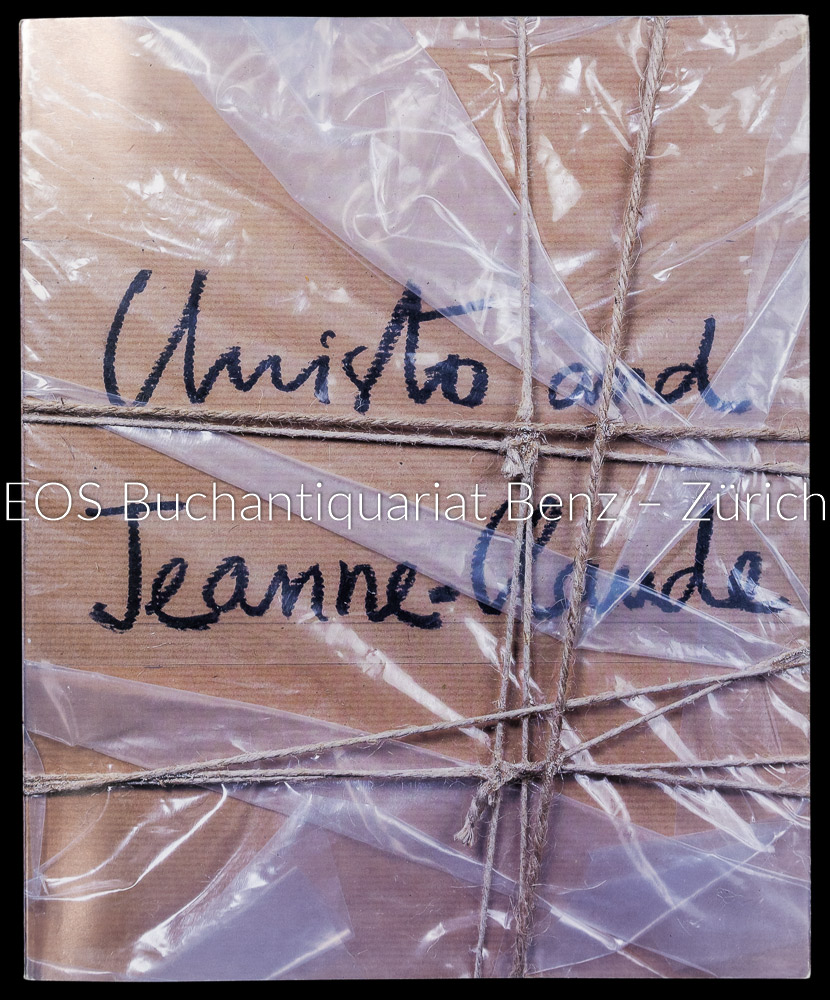 Christo and
EOS Buchantiquariat Benz – Zürich
Jeanne-Claude